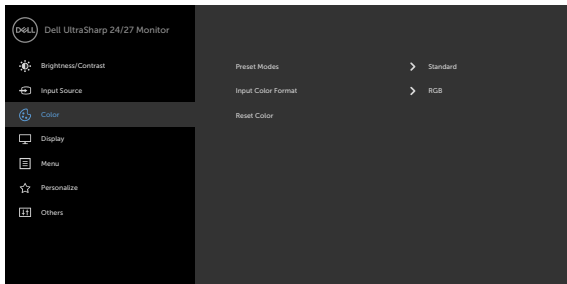 DELL Dell UltraSharp 24/27 Monitor
Brightness/Contrast
Input Source
Color
Display
Menu
Personalize
Others
Preset Modes Standard
Input Color Format RGB
Reset Color